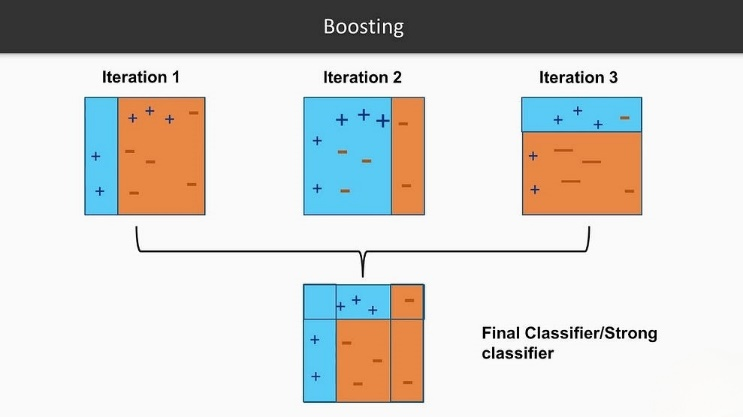 Boosting
Iteration 1
Iteration 2
Iteration 3
Final Classifier/Strong
classifier